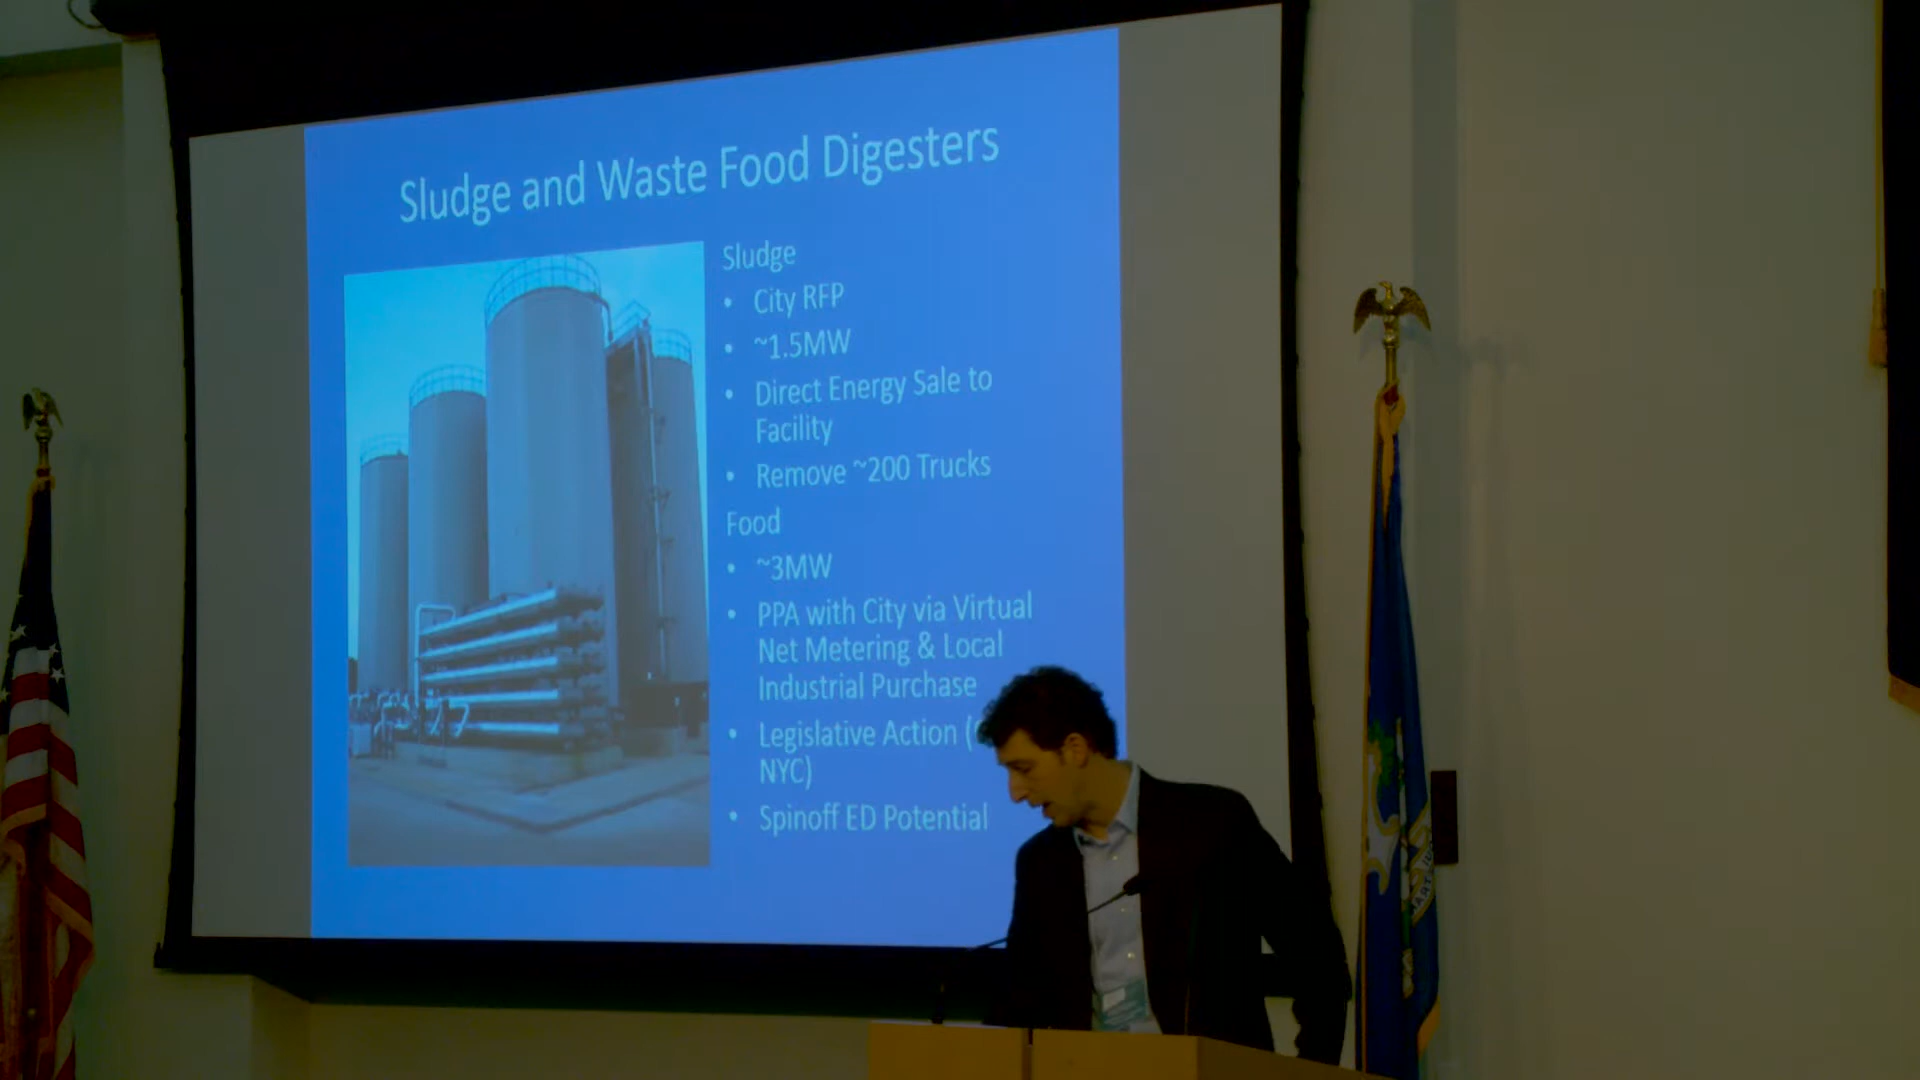 Sludge and Waste Food Digesters
Sludge
• City RFP
• ~1.5MW
• Direct Energy Sale to
Facility
• Remove ~200 Trucks
Food
• ~3MW
• PPA with City via Virtual
Net Metering & Local
Industrial Purchase
• Legislative Action (
NYC)
• Spinoff ED Potential